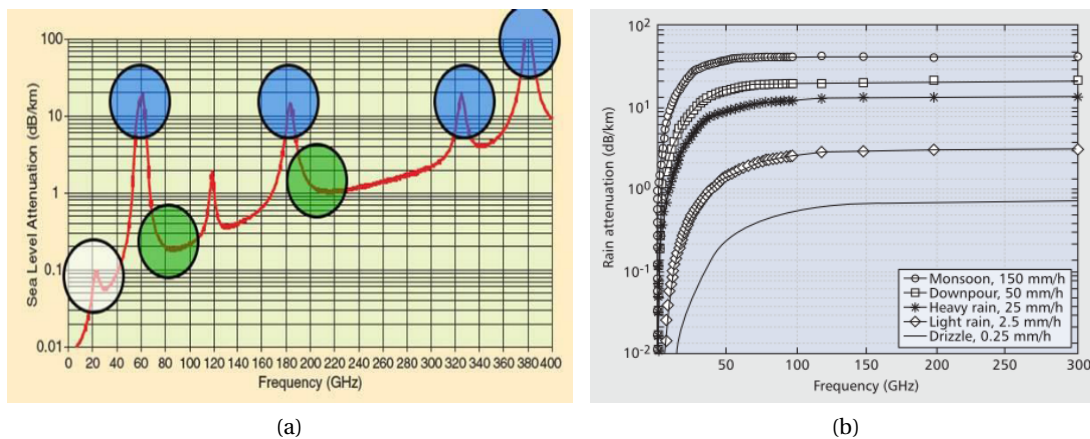 100
10
1
0.1
0.01
Sea Level Attenuation (dB/km)
0 20 40 60 80 100 120 140 160 180 200 220 240 260 280 300 320 340 360 380 400
Frequency (GHz)
(a)
10²
10¹
10⁰
10⁻¹
10⁻²
Rain attenuation (dB/km)
Monsoon, 150 mm/h
Downpour, 50 mm/h
Heavy rain, 25 mm/h
Light rain, 2.5 mm/h
Drizzle, 0.25 mm/h
50 100 150 200 250 300
Frequency (GHz)
(b)